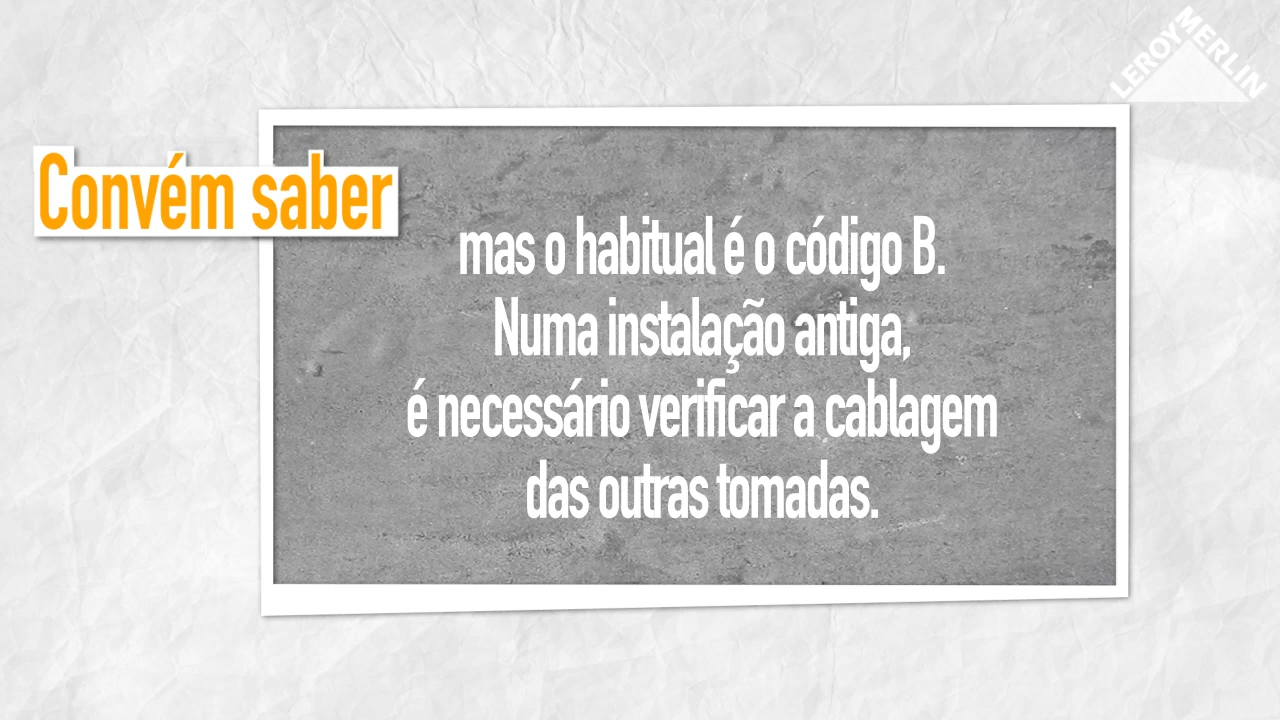 LEROY MERLIN
Convém saber
mas o habitual é o código B.
Numa instalação antiga,
é necessário verificar a cablagem
das outras tomadas.